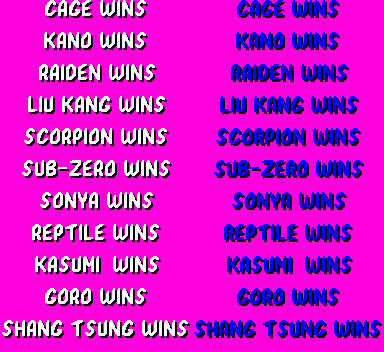 CAGE WINS CAGE WINS
KANO WINS KANO WINS
RAIDEN WINS RAIDEN WINS
LIU KANG WINS LIU KANG WINS
SCORPION WINS SCORPION WINS
SUB-ZERO WINS SUB-ZERO WINS
SONYA WINS SONYA WINS
REPTILE WINS REPTILE WINS
KASUMI WINS KASUMI WINS
GORO WINS GORO WINS
SHANG TSUNG WINS SHANG TSUNG WINS